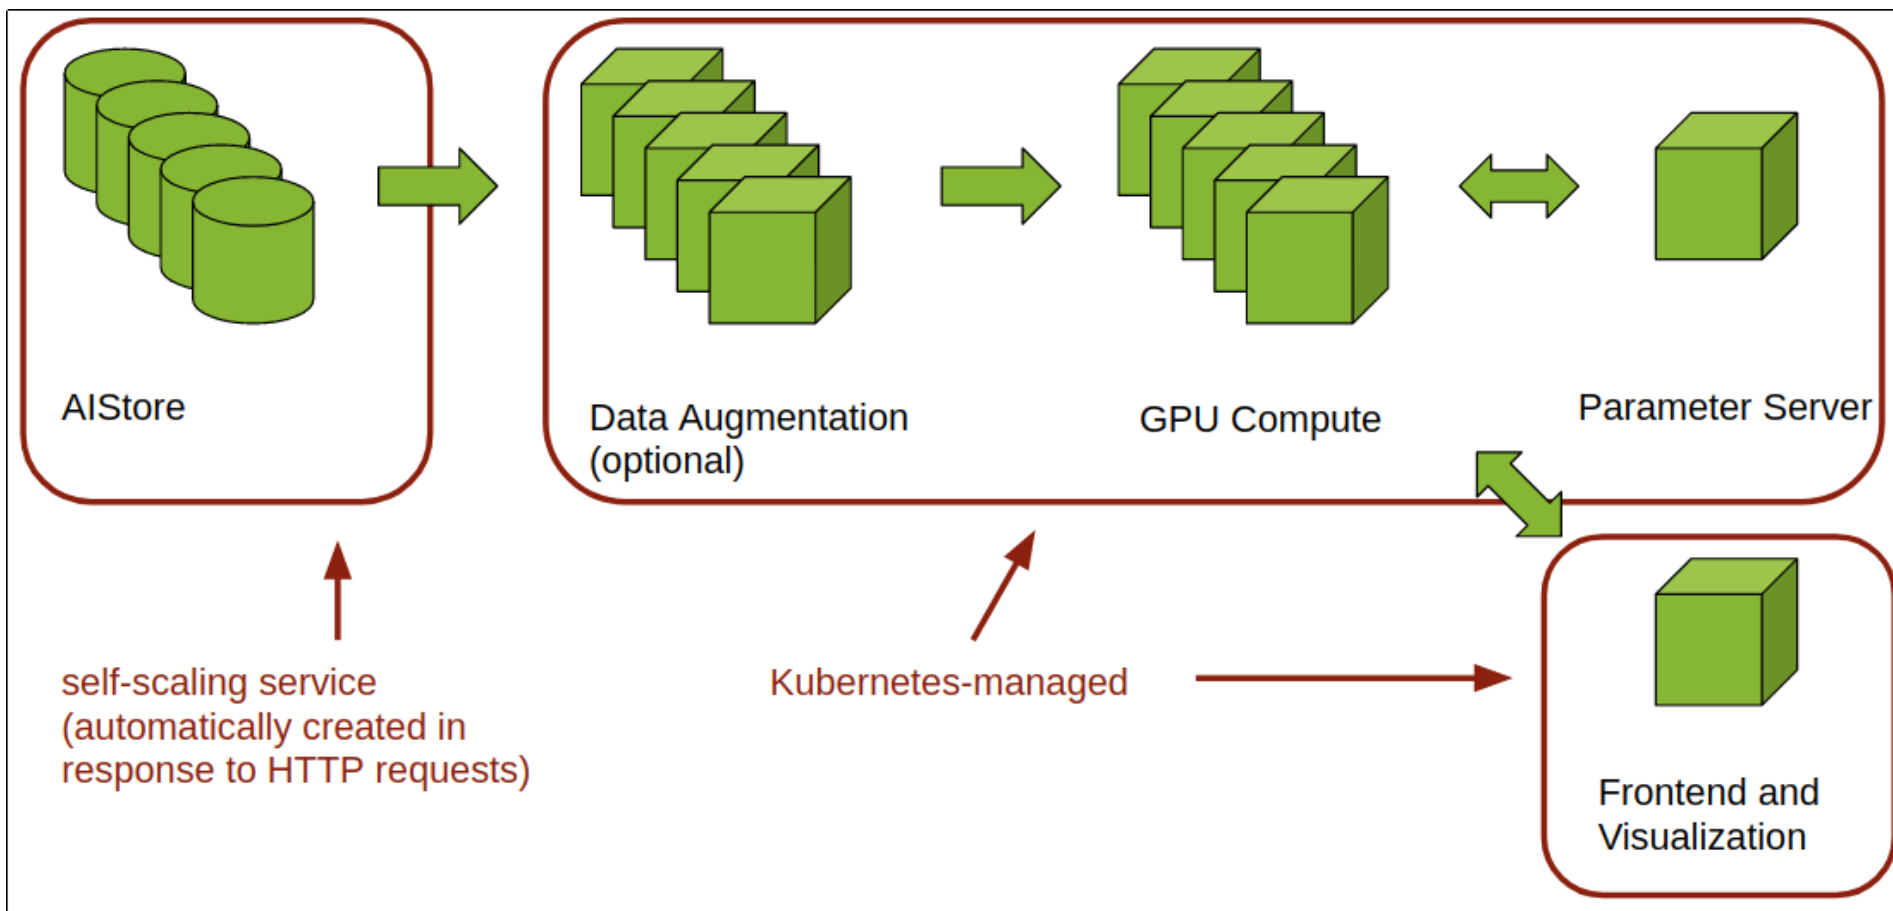 AIStore
Data Augmentation
(optional)
GPU Compute
Parameter Server
self-scaling service
(automatically created in
response to HTTP requests)
Kubernetes-managed
Frontend and
Visualization